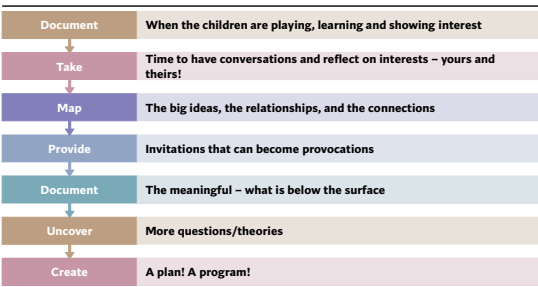 Document
When the children are playing, learning and showing interest
Take
Time to have conversations and reflect on interests – yours and
theirs!
Map
The big ideas, the relationships, and the connections
Provide
Invitations that can become provocations
Document
The meaningful – what is below the surface
Uncover
More questions/theories
Create
A plan! A program!